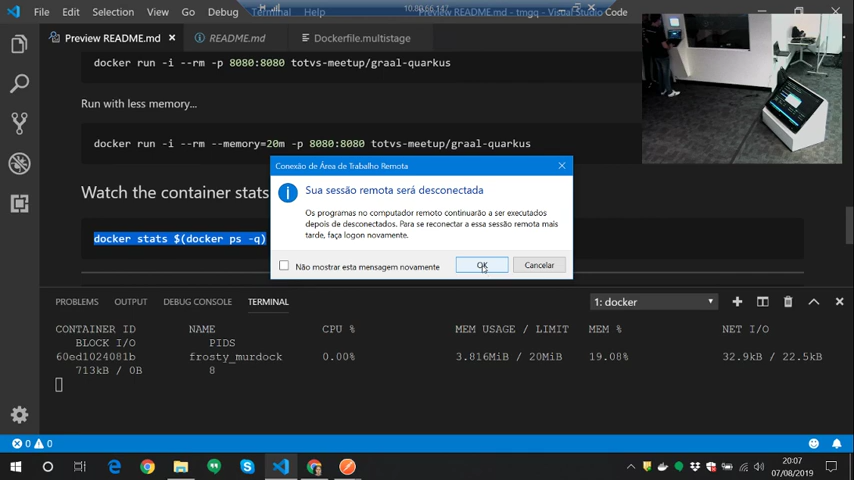 File Edit Selection View Go Debug Terminal Help Preview README.md - tmgq - Visual Studio Code
10.80.66.147
Preview README.md README.md Dockerfile.multistage
docker run -i --rm -p 8080:8080 totvs-meetup/graal-quarkus
Run with less memory...
docker run -i --rm --memory=20m -p 8080:8080 totvs-meetup/graal-quarkus
Conexão de Área de Trabalho Remota
Sua sessão remota será desconectada
Watch the container stats
Os programas no computador remoto continuarão a ser executados
depois de desconectados. Para se reconectar a essa sessão remota mais
tarde, faça logon novamente.
docker stats $(docker ps -q)
Não mostrar esta mensagem novamente OK Cancelar
PROBLEMS OUTPUT DEBUG CONSOLE TERMINAL 1: docker
CONTAINER ID NAME CPU % MEM USAGE / LIMIT MEM % NET I/O
BLOCK I/O PIDS
60ed1024081b frosty_murdock 0.00% 3.816MiB / 20MiB 19.08% 32.9kB / 22.5kB
713kB / 0B 8
0 0
20:07
07/08/2019